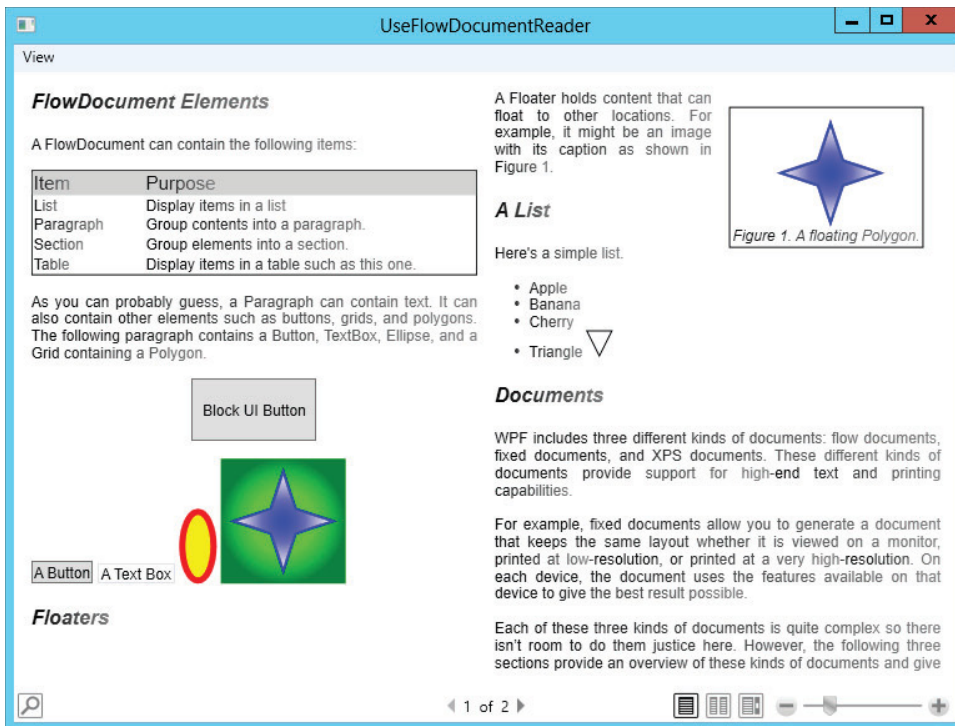 UseFlowDocumentReader
View
FlowDocument Elements
A FlowDocument can contain the following items:
Item Purpose
List Display items in a list
Paragraph Group contents into a paragraph.
Section Group elements into a section.
Table Display items in a table such as this one.
As you can probably guess, a Paragraph can contain text. It can
also contain other elements such as buttons, grids, and polygons.
The following paragraph contains a Button, TextBox, Ellipse, and a
Grid containing a Polygon.
Block UI Button
A Button A Text Box
Floaters
A Floater holds content that can
float to other locations. For
example, it might be an image
with its caption as shown in
Figure 1.
Figure 1. A floating Polygon.
A List
Here's a simple list.
• Apple
• Banana
• Cherry
• Triangle
Documents
WPF includes three different kinds of documents: flow documents,
fixed documents, and XPS documents. These different kinds of
documents provide support for high-end text and printing
capabilities.
For example, fixed documents allow you to generate a document
that keeps the same layout whether it is viewed on a monitor,
printed at low-resolution, or printed at a very high-resolution. On
each device, the document uses the features available on that
device to give the best result possible.
Each of these three kinds of documents is quite complex so there
isn't room to do them justice here. However, the following three
sections provide an overview of these kinds of documents and give
1 of 2